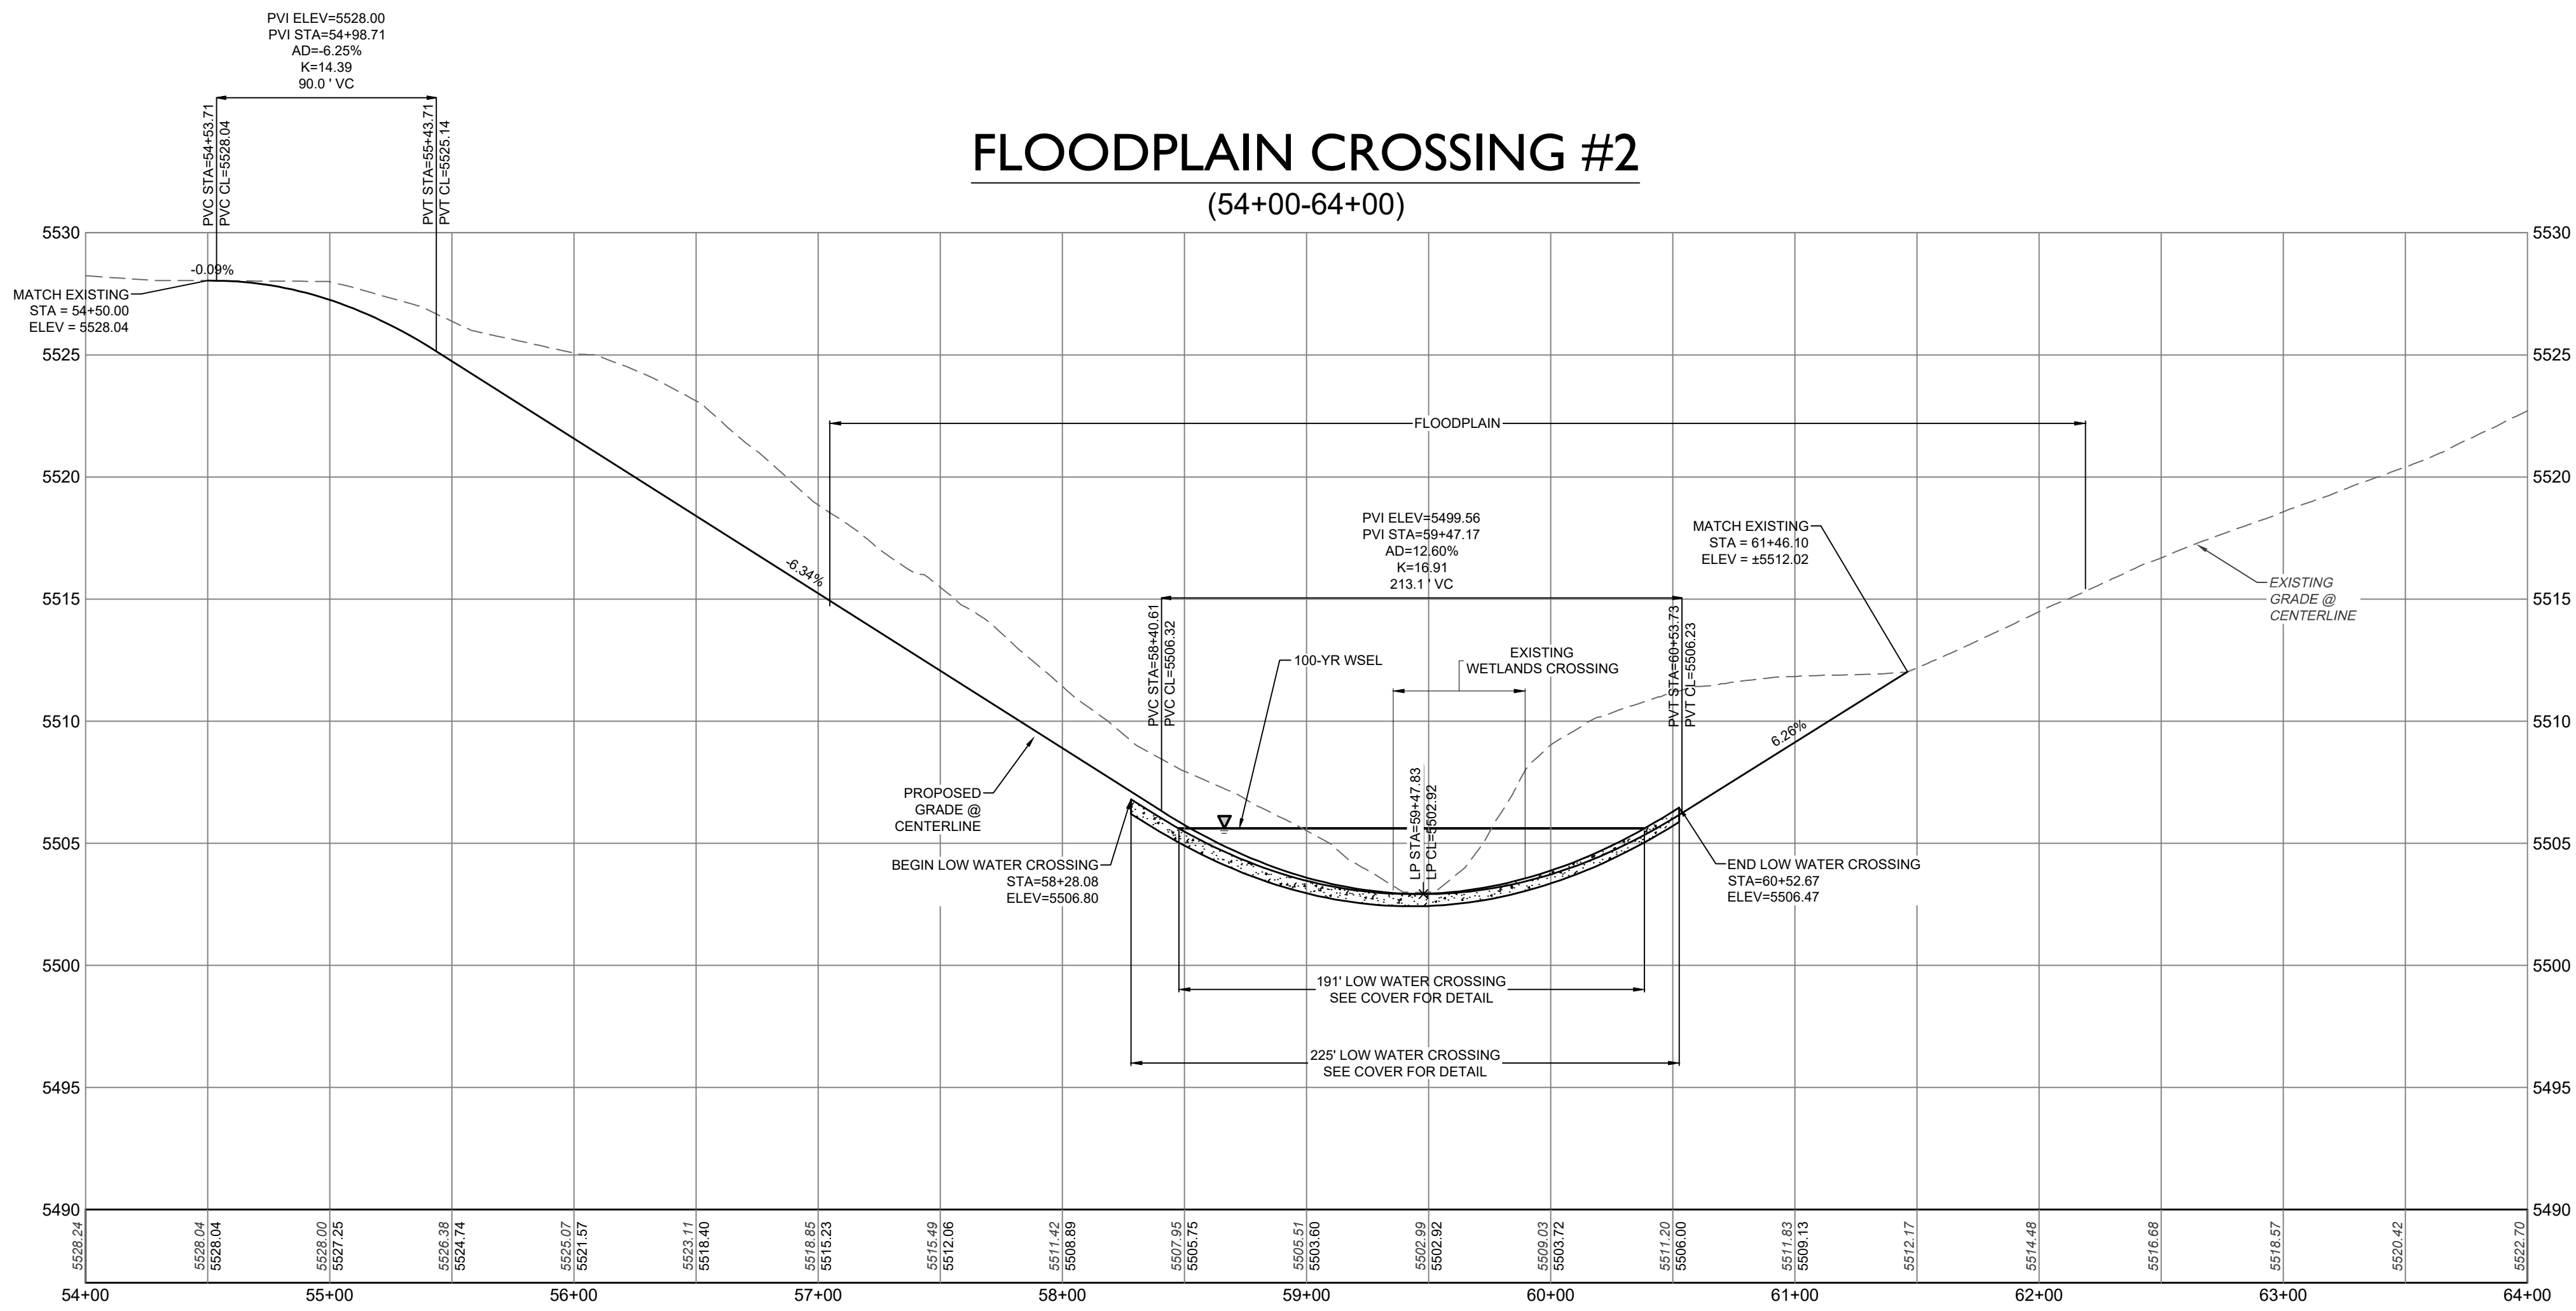 PVI ELEV=5528.00
PVI STA=54+98.71
AD=-6.25%
K=14.39
90.0 ' VC
PVC STA=54+53.71
PVC CL=5528.04
PVT STA=55+43.71
PVT CL=5525.14
FLOODPLAIN CROSSING #2
(54+00-64+00)
5530
5530
-0.09%
MATCH EXISTING
STA = 54+50.00
ELEV = 5528.04
5525
5525
FLOODPLAIN
5520
5520
PVI ELEV=5499.56
PVI STA=59+47.17
AD=12.60%
K=16.91
213.1 ' VC
MATCH EXISTING
STA = 61+46.10
ELEV = ±5512.02
-6.34%
EXISTING
GRADE @
CENTERLINE
5515
5515
PVC STA=58+40.61
PVC CL=5506.32
PVT STA=60+53.73
PVT CL=5506.23
100-YR WSEL
EXISTING
WETLANDS CROSSING
5510
5510
6.26%
LP STA=59+47.83
LP CL=5502.92
PROPOSED
GRADE @
CENTERLINE
5505
5505
BEGIN LOW WATER CROSSING
STA=58+28.08
ELEV=5506.80
END LOW WATER CROSSING
STA=60+52.67
ELEV=5506.47
5500
5500
191' LOW WATER CROSSING
SEE COVER FOR DETAIL
225' LOW WATER CROSSING
SEE COVER FOR DETAIL
5495
5495
5490
5490
5528.24
5528.04
5528.04
5528.00
5527.25
5526.38
5524.74
5525.07
5521.57
5523.11
5518.40
5518.85
5515.23
5515.49
5512.06
5511.42
5508.89
5507.95
5505.75
5505.51
5503.60
5502.99
5502.92
5509.03
5503.72
5511.20
5506.00
5511.83
5509.13
5512.17
5514.48
5516.68
5518.57
5520.42
5522.70
54+00
55+00
56+00
57+00
58+00
59+00
60+00
61+00
62+00
63+00
64+00